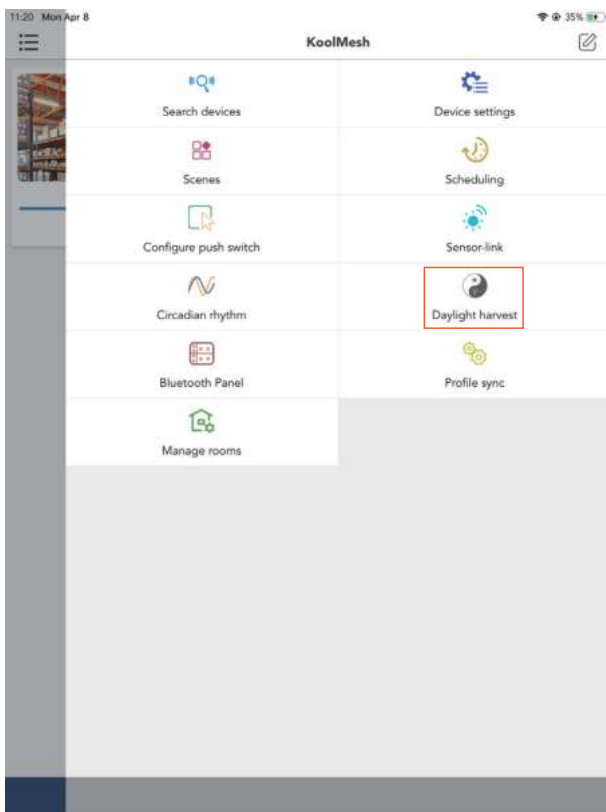 11:20 Mon Apr 8
35%
KoolMesh
Search devices
Device settings
Scenes
Scheduling
Configure push switch
Sensor-link
Circadian rhythm
Daylight harvest
Bluetooth Panel
Profile sync
Manage rooms